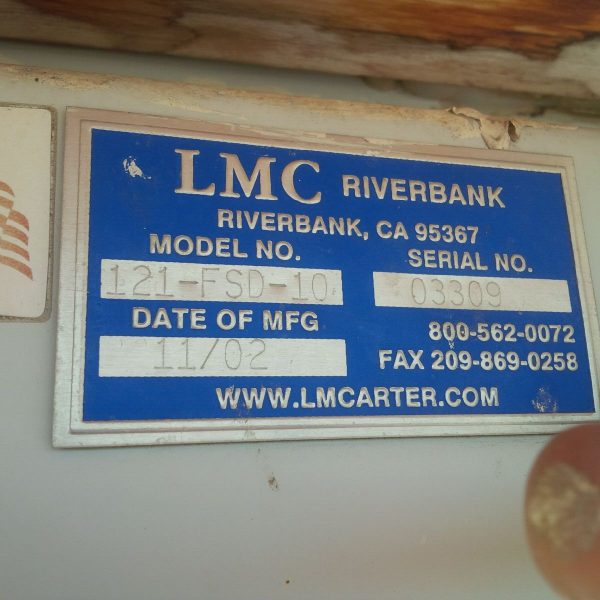 LMC RIVERBANK
RIVERBANK, CA 95367
MODEL NO. SERIAL NO.
121-FSD-10 03309
DATE OF MFG 800-562-0072
11/02 FAX 209-869-0258
WWW.LMCARTER.COM